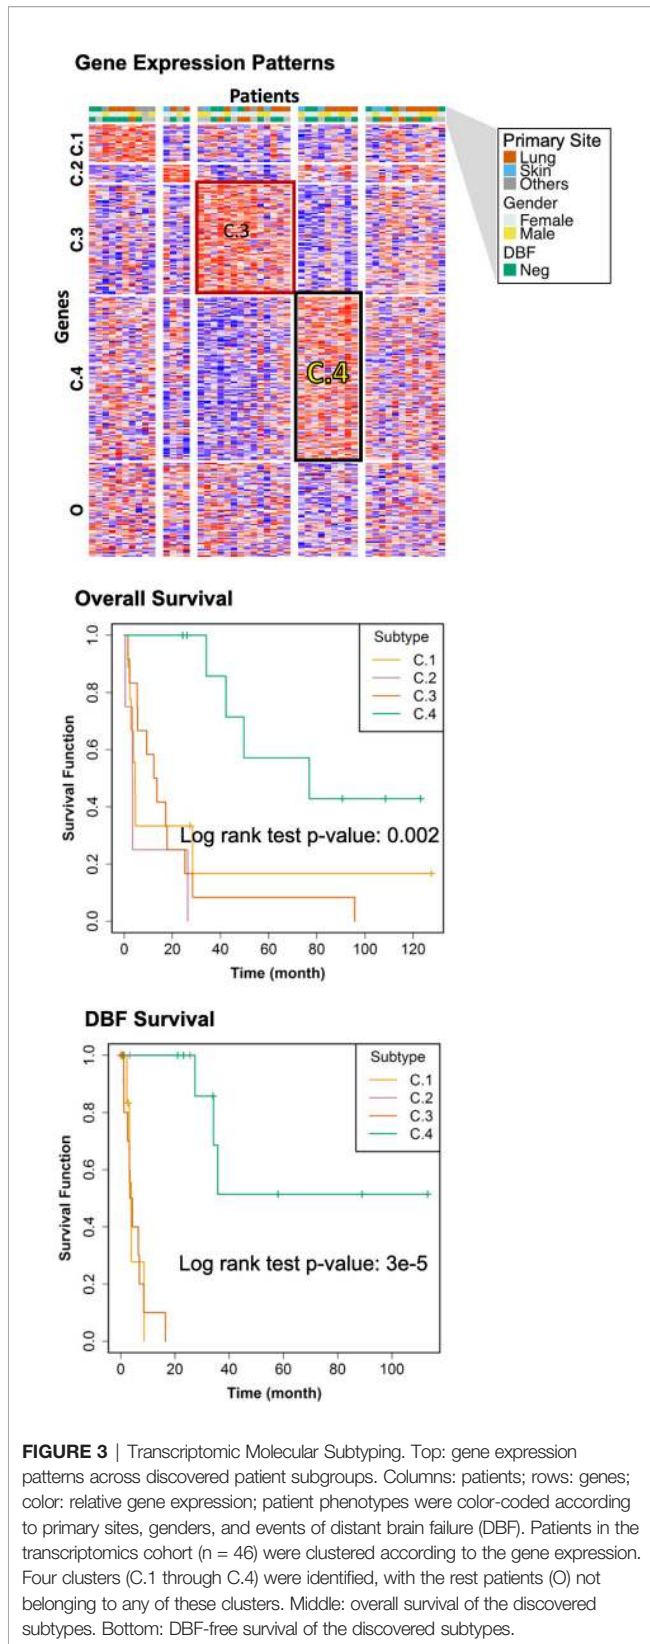 Gene Expression Patterns
Patients
C.1
C.2
C.3
C.4
O
Genes
C.3
C.4
Primary Site
Lung
Skin
Others
Gender
Female
Male
DBF
Neg
Overall Survival
Survival Function
1.0
0.8
0.6
0.4
0.2
0.0
Subtype
C.1
C.2
C.3
C.4
Log rank test p-value: 0.002
0 20 40 60 80 100 120
Time (month)
DBF Survival
Survival Function
1.0
0.8
0.6
0.4
0.2
0.0
Subtype
C.1
C.2
C.3
C.4
Log rank test p-value: 3e-5
0 20 40 60 80 100
Time (month)
FIGURE 3 | Transcriptomic Molecular Subtyping. Top: gene expression
patterns across discovered patient subgroups. Columns: patients; rows: genes;
color: relative gene expression; patient phenotypes were color-coded according
to primary sites, genders, and events of distant brain failure (DBF). Patients in the
transcriptomics cohort (n = 46) were clustered according to the gene expression.
Four clusters (C.1 through C.4) were identified, with the rest patients (O) not
belonging to any of these clusters. Middle: overall survival of the discovered
subtypes. Bottom: DBF-free survival of the discovered subtypes.